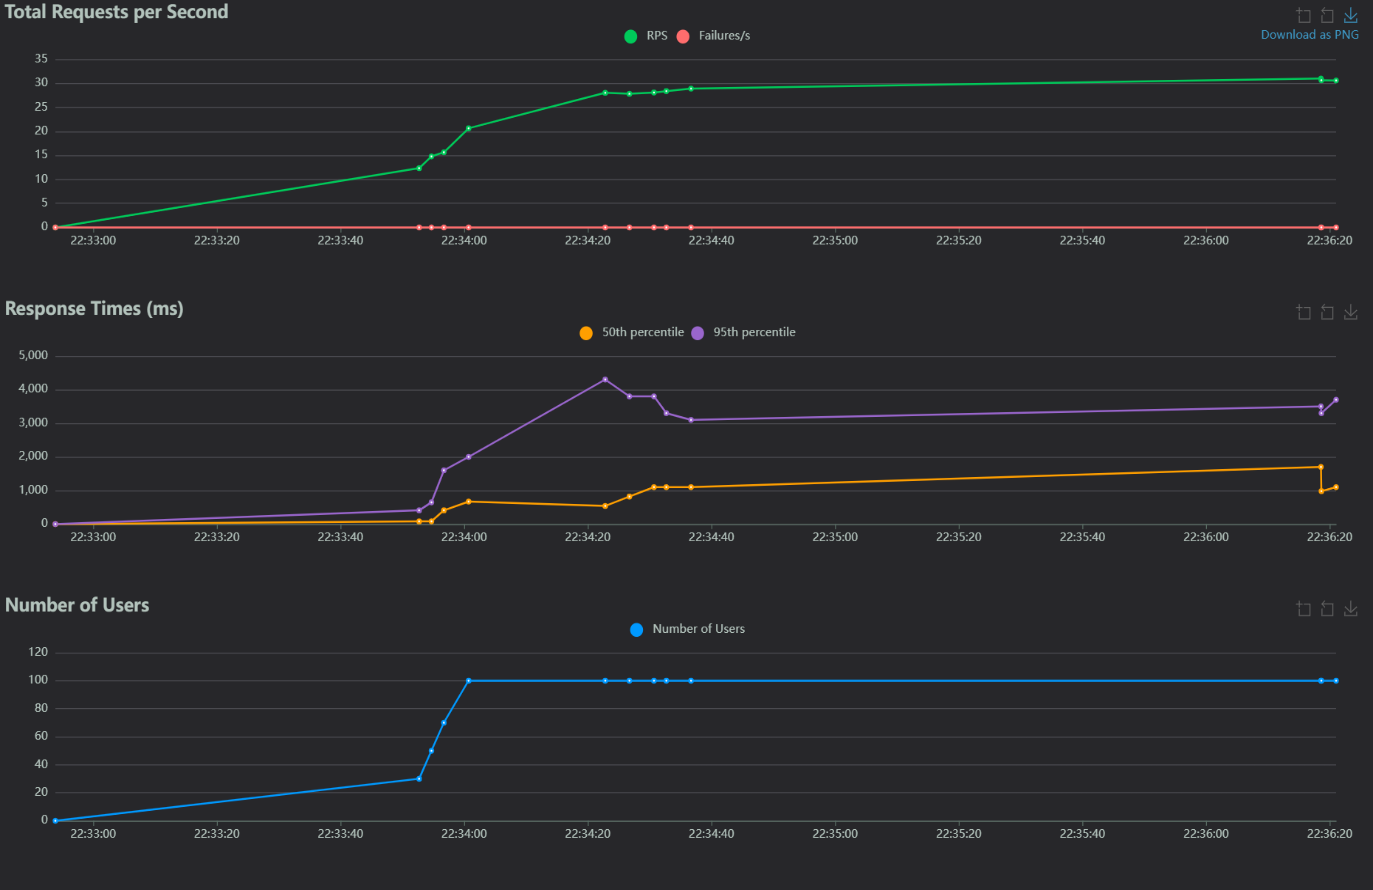 Total Requests per Second
Download as PNG
RPS Failures/s
35
30
25
20
15
10
5
0
22:33:00 22:33:20 22:33:40 22:34:00 22:34:20 22:34:40 22:35:00 22:35:20 22:35:40 22:36:00 22:36:20
Response Times (ms)
50th percentile 95th percentile
5,000
4,000
3,000
2,000
1,000
0
22:33:00 22:33:20 22:33:40 22:34:00 22:34:20 22:34:40 22:35:00 22:35:20 22:35:40 22:36:00 22:36:20
Number of Users
Number of Users
120
100
80
60
40
20
0
22:33:00 22:33:20 22:33:40 22:34:00 22:34:20 22:34:40 22:35:00 22:35:20 22:35:40 22:36:00 22:36:20